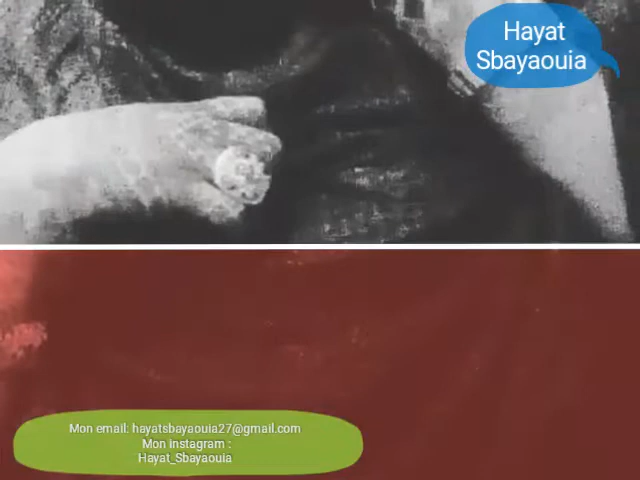 Hayat
Sbayaouia
Mon email: hayatsbayaouia27@gmail.com
Mon instagram :
Hayat_Sbayaouia